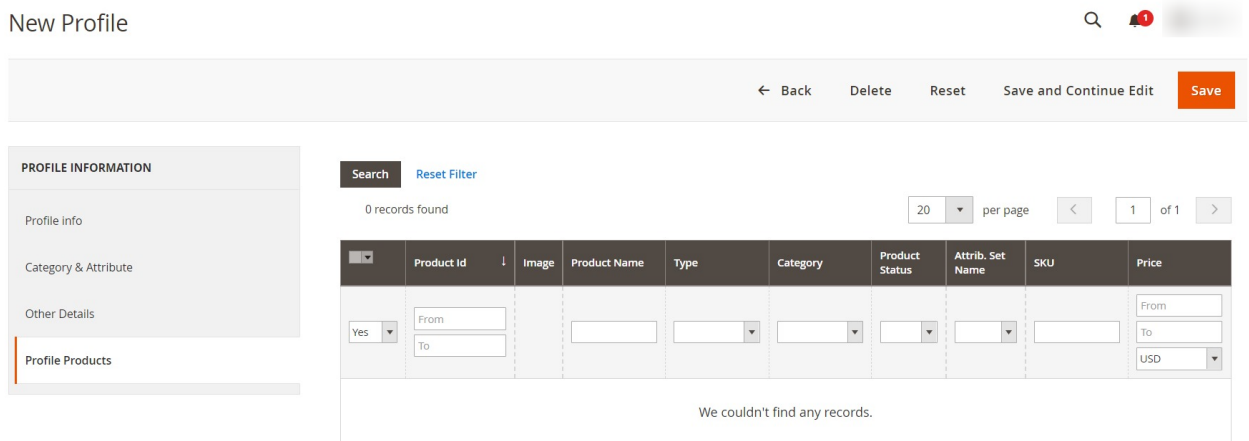 New Profile
1
← Back Delete Reset Save and Continue Edit Save
PROFILE INFORMATION
Profile info
Category & Attribute
Other Details
Profile Products
Search Reset Filter
0 records found 20 per page 1 of 1
Product Id ↓ Image Product Name Type Category Product Status Attrib. Set Name SKU Price
Yes From To From To USD
We couldn't find any records.